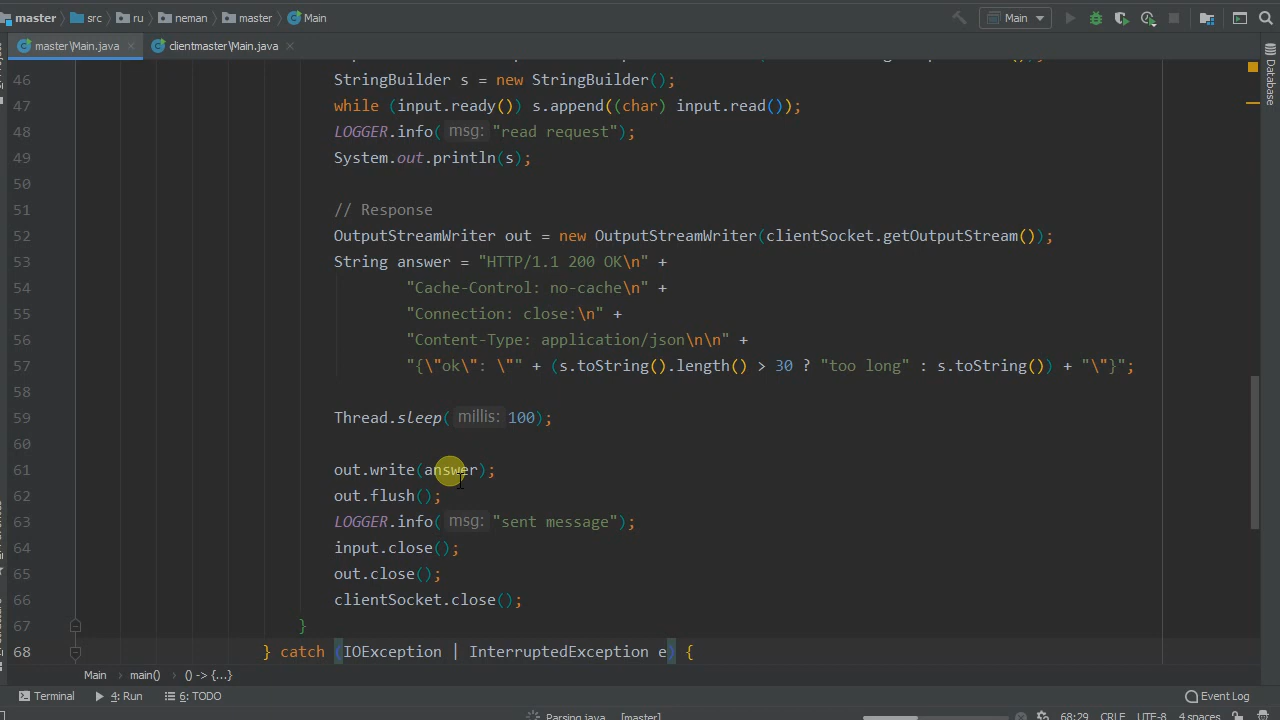 master src ru neman master Main Main
master\Main.java clientmaster\Main.java
46 StringBuilder s = new StringBuilder();
47 while (input.ready()) s.append((char) input.read());
48 LOGGER.info( msg: "read request");
49 System.out.println(s);
50
51 // Response
52 OutputStreamWriter out = new OutputStreamWriter(clientSocket.getOutputStream());
53 String answer = "HTTP/1.1 200 OK\n" +
54 "Cache-Control: no-cache\n" +
55 "Connection: close:\n" +
56 "Content-Type: application/json\n\n" +
57 "{\"ok\": \"" + (s.toString().length() > 30 ? "too long" : s.toString()) + "\"}";
58
59 Thread.sleep( millis: 100);
60
61 out.write(answer);
62 out.flush();
63 LOGGER.info( msg: "sent message");
64 input.close();
65 out.close();
66 clientSocket.close();
67 }
68 } catch (IOException | InterruptedException e) {
Database
Main main() () -> {...}
Terminal 4: Run 6: TODO Event Log
Parsing java [master] 68:29 CRLF UTF-8 4 spaces